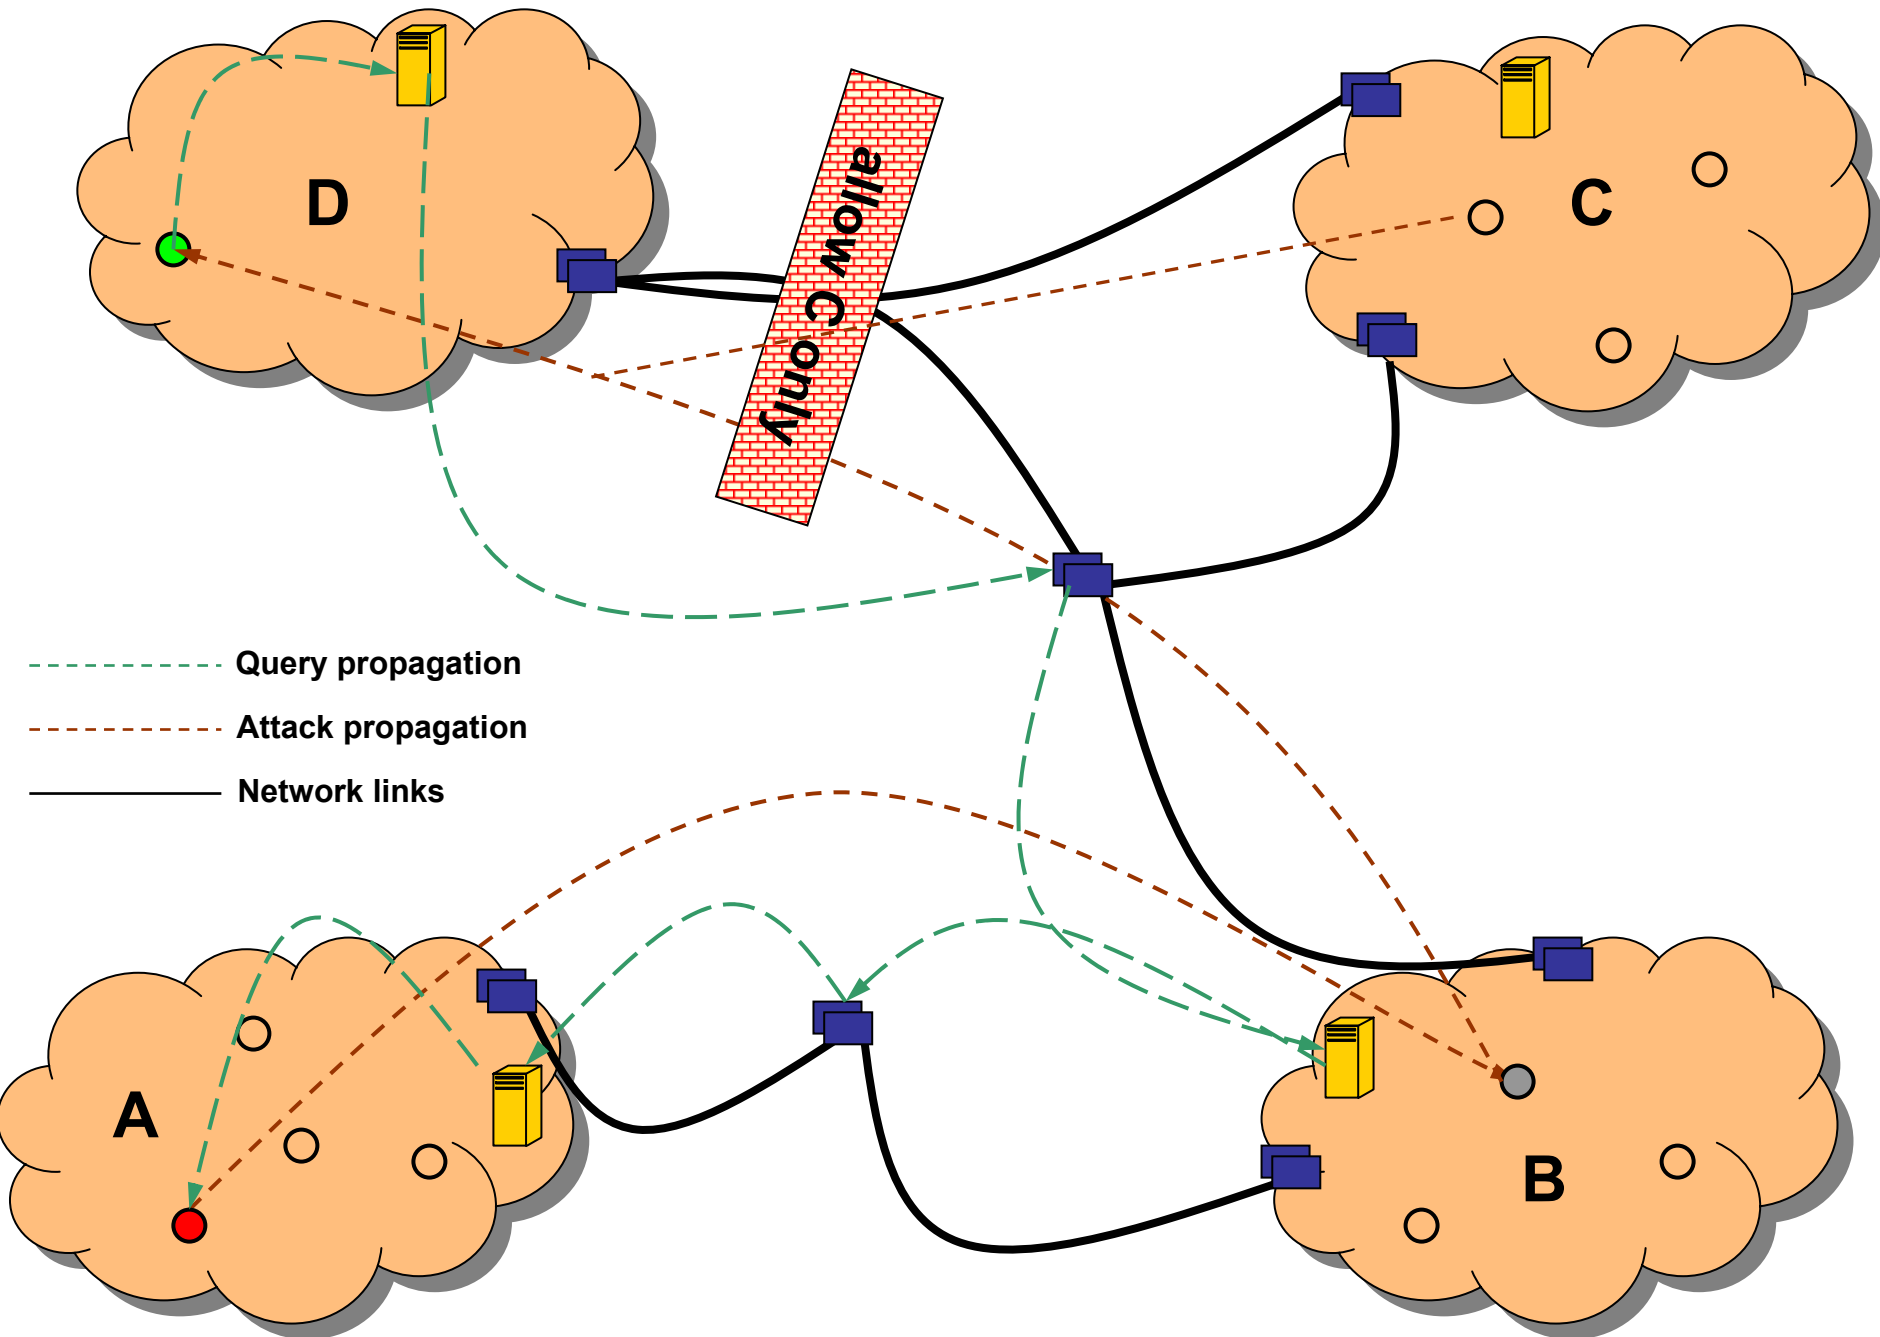 D
C
allow C only
Query propagation
Attack propagation
Network links
A
B